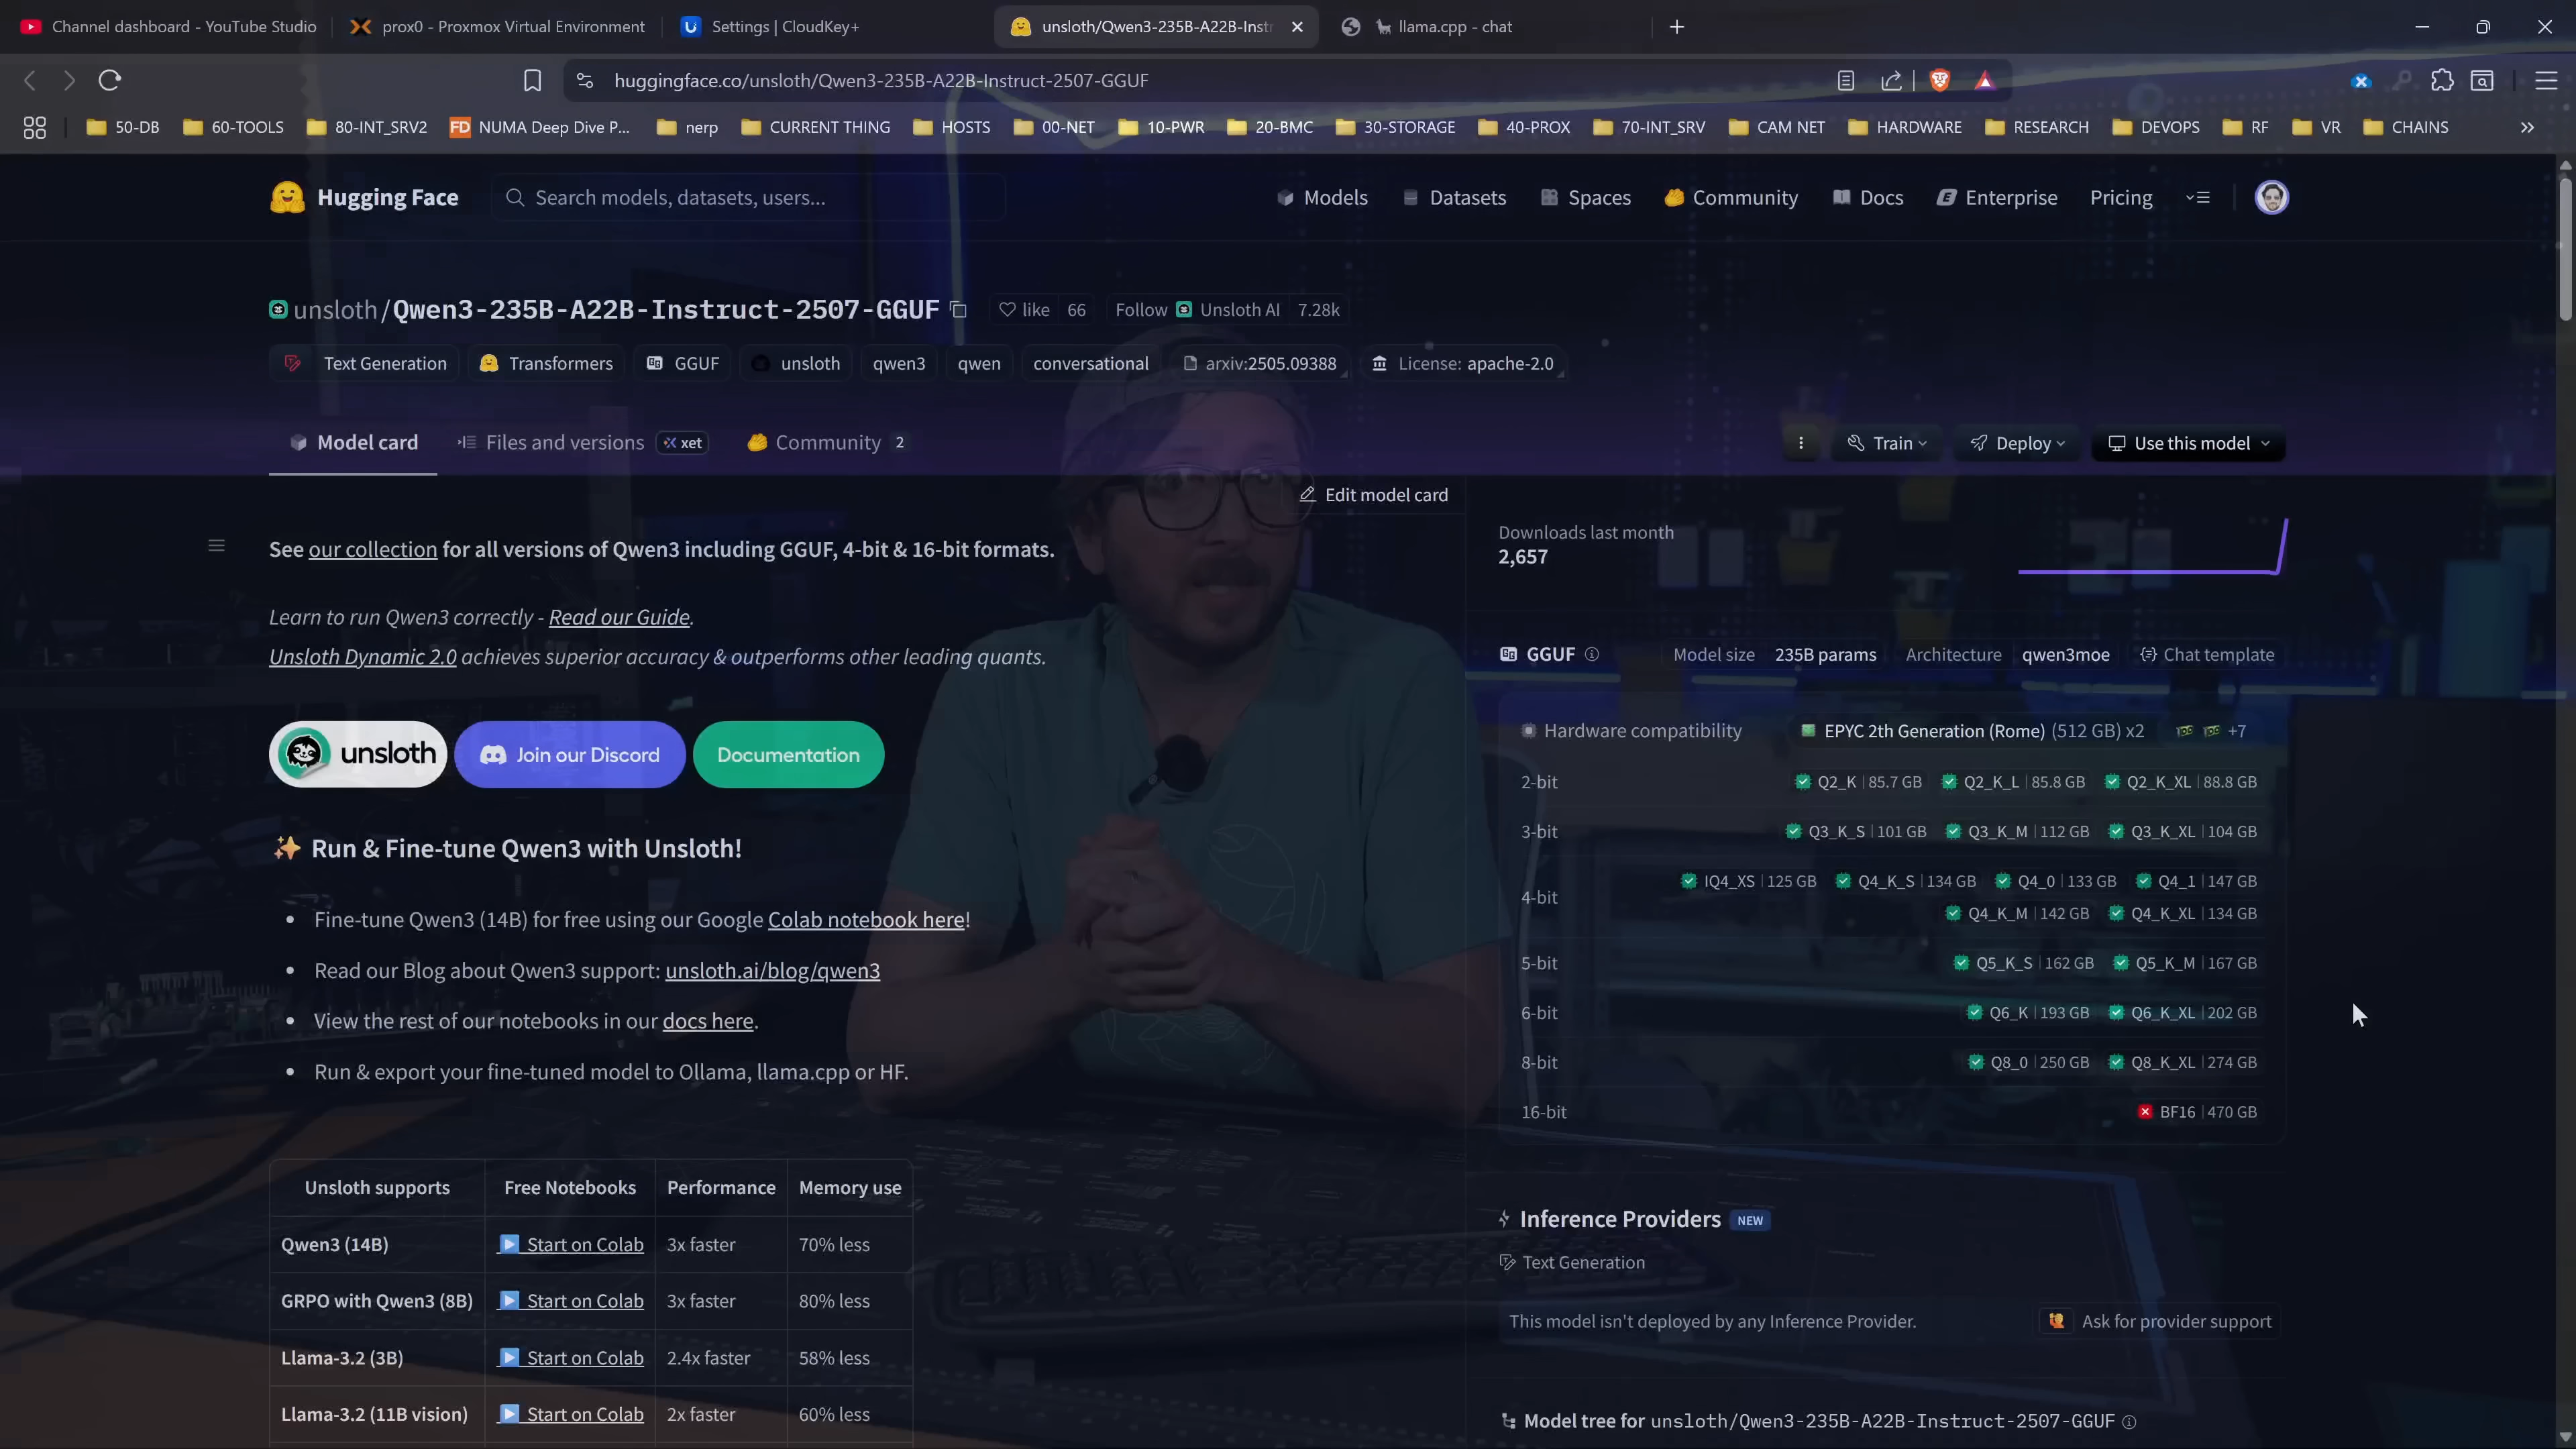 Channel dashboard - YouTube Studio
prox0 - Proxmox Virtual Environment
Settings | CloudKey+
unsloth/Qwen3-235B-A22B-Instr
llama.cpp - chat
huggingface.co/unsloth/Qwen3-235B-A22B-Instruct-2507-GGUF
50-DB 60-TOOLS 80-INT_SRV2 FD NUMA Deep Dive P... nerp CURRENT THING HOSTS 00-NET 10-PWR 20-BMC 30-STORAGE 40-PROX 70-INT_SRV CAM NET HARDWARE RESEARCH DEVOPS RF VR CHAINS
Hugging Face
Search models, datasets, users...
Models Datasets Spaces Community Docs Enterprise Pricing
unsloth/Qwen3-235B-A22B-Instruct-2507-GGUF like 66 Follow Unsloth AI 7.28k
Text Generation Transformers GGUF unsloth qwen3 qwen conversational arxiv:2505.09388 License: apache-2.0
Model card Files and versions xet Community 2
Train Deploy Use this model
Edit model card
See our collection for all versions of Qwen3 including GGUF, 4-bit & 16-bit formats.
Learn to run Qwen3 correctly - Read our Guide.
Unsloth Dynamic 2.0 achieves superior accuracy & outperforms other leading quants.
unsloth
Join our Discord
Documentation
Run & Fine-tune Qwen3 with Unsloth!
Fine-tune Qwen3 (14B) for free using our Google Colab notebook here!
Read our Blog about Qwen3 support: unsloth.ai/blog/qwen3
View the rest of our notebooks in our docs here.
Run & export your fine-tuned model to Ollama, llama.cpp or HF.
Unsloth supports Free Notebooks Performance Memory use
Qwen3 (14B) Start on Colab 3x faster 70% less
GRPO with Qwen3 (8B) Start on Colab 3x faster 80% less
Llama-3.2 (3B) Start on Colab 2.4x faster 58% less
Llama-3.2 (11B vision) Start on Colab 2x faster 60% less
Downloads last month
2,657
GGUF Model size 235B params Architecture qwen3moe Chat template
Hardware compatibility EPYC 2th Generation (Rome) (512 GB) x2 +7
2-bit Q2_K 85.7 GB Q2_K_L 85.8 GB Q2_K_XL 88.8 GB
3-bit Q3_K_S 101 GB Q3_K_M 112 GB Q3_K_XL 104 GB
4-bit IQ4_XS 125 GB Q4_K_S 134 GB Q4_0 133 GB Q4_1 147 GB
Q4_K_M 142 GB Q4_K_XL 134 GB
5-bit Q5_K_S 162 GB Q5_K_M 167 GB
6-bit Q6_K 193 GB Q6_K_XL 202 GB
8-bit Q8_0 250 GB Q8_K_XL 274 GB
16-bit BF16 470 GB
Inference Providers NEW
Text Generation
This model isn't deployed by any Inference Provider. Ask for provider support
Model tree for unsloth/Qwen3-235B-A22B-Instruct-2507-GGUF